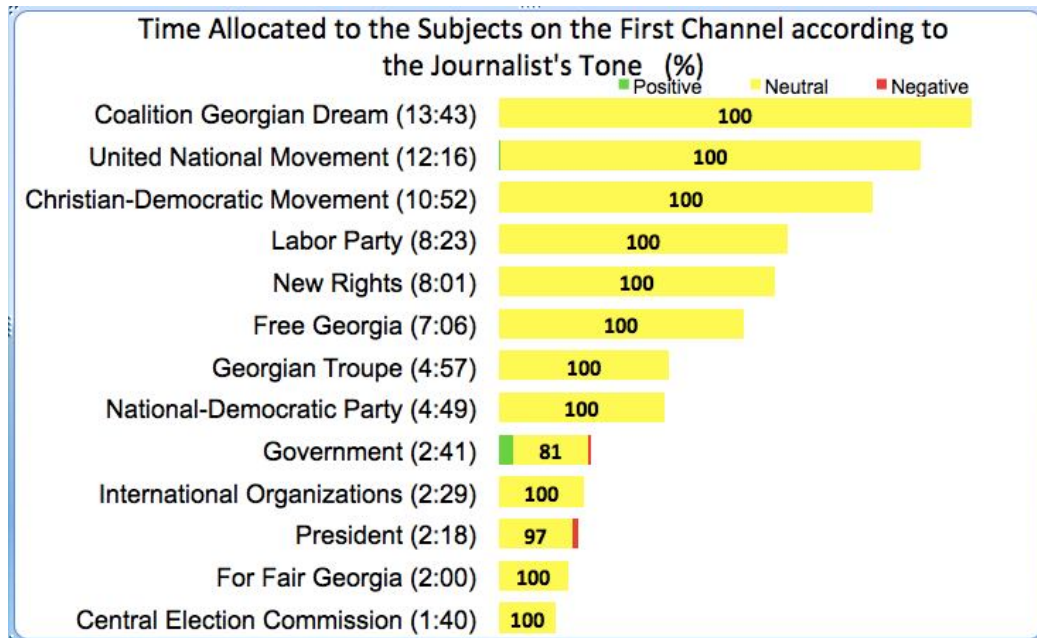 Time Allocated to the Subjects on the First Channel according to
the Journalist's Tone (%)
Positive Neutral Negative
Coalition Georgian Dream (13:43) 100
United National Movement (12:16) 100
Christian-Democratic Movement (10:52) 100
Labor Party (8:23) 100
New Rights (8:01) 100
Free Georgia (7:06) 100
Georgian Troupe (4:57) 100
National-Democratic Party (4:49) 100
Government (2:41) 81
International Organizations (2:29) 100
President (2:18) 97
For Fair Georgia (2:00) 100
Central Election Commission (1:40) 100